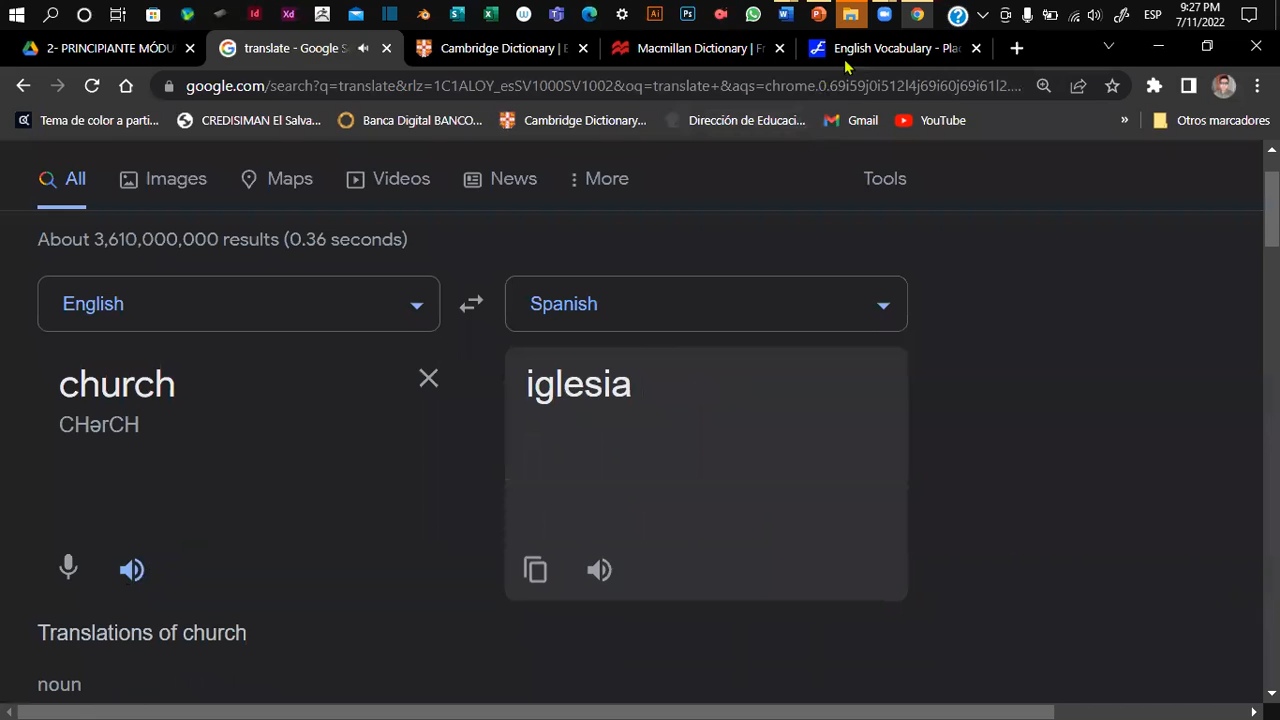 9:27 PM
ESP
7/11/2022
2- PRINCIPIANTE MÓDU
translate - Google S
Cambridge Dictionary | E
Macmillan Dictionary | Fr
English Vocabulary - Plac
google.com/search?q=translate&rlz=1C1ALOY_esSV1000SV1002&oq=translate+&aqs=chrome.0.69i59j0i512l4j69i60j69i61l2....
Tema de color a parti...
CREDISIMAN El Salva...
Banca Digital BANCO...
Cambridge Dictionary...
Dirección de Educaci...
Gmail
YouTube
»
Otros marcadores
All
Images
Maps
Videos
News
More
Tools
About 3,610,000,000 results (0.36 seconds)
English
Spanish
church
iglesia
CHərCH
Translations of church
noun